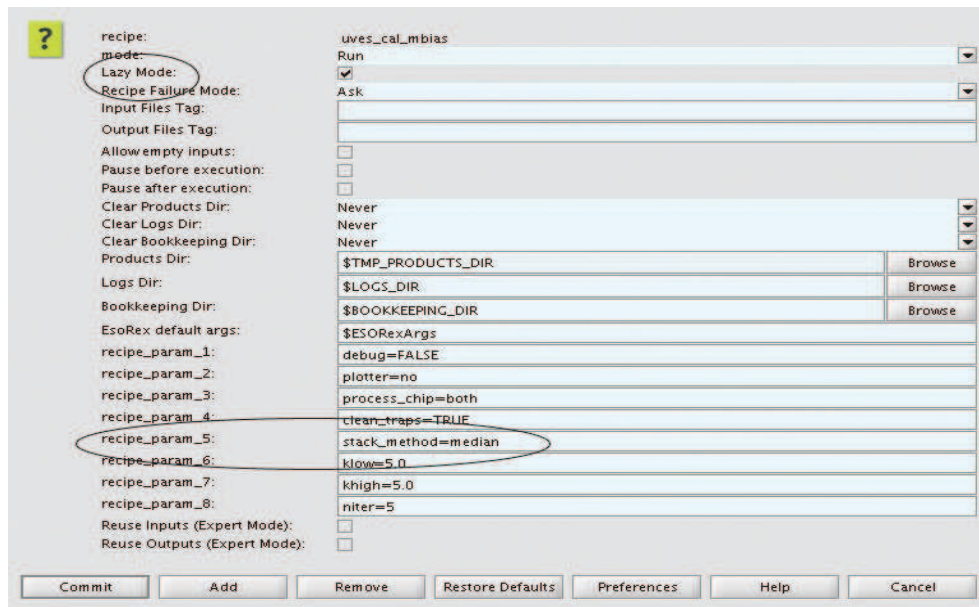 ?
recipe: uves_cal_mbias
mode: Run
Lazy Mode:
Recipe Failure Mode: Ask
Input Files Tag:
Output Files Tag:
Allow empty inputs:
Pause before execution:
Pause after execution:
Clear Products Dir: Never
Clear Logs Dir: Never
Clear Bookkeeping Dir: Never
Products Dir: $TMP_PRODUCTS_DIR Browse
Logs Dir: $LOGS_DIR Browse
Bookkeeping Dir: $BOOKKEEPING_DIR Browse
EsoRex default args: $ESORexArgs
recipe_param_1: debug=FALSE
recipe_param_2: plotter=no
recipe_param_3: process_chip=both
recipe_param_4: clean_traps=TRUE
recipe_param_5: stack_method=median
recipe_param_6: klow=5.0
recipe_param_7: khigh=5.0
recipe_param_8: niter=5
Reuse Inputs (Expert Mode):
Reuse Outputs (Expert Mode):
Commit Add Remove Restore Defaults Preferences Help Cancel